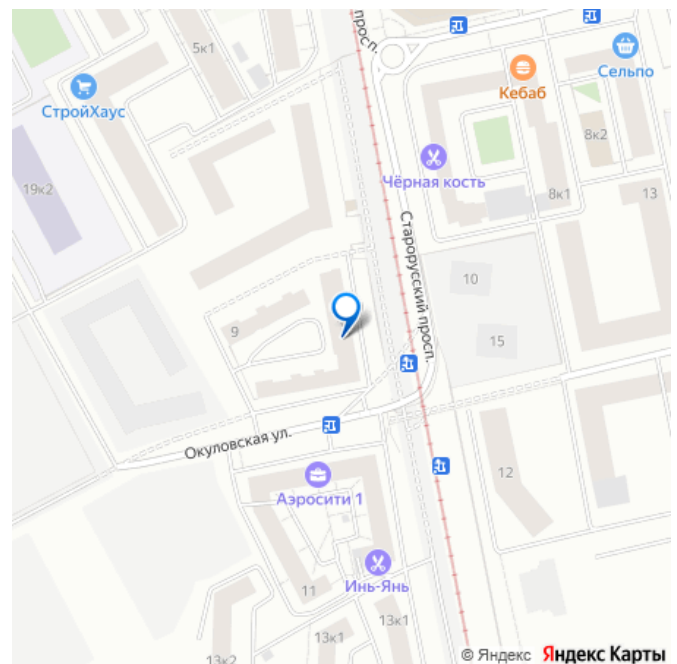 просп.
5к1
СтройХаус
Кебаб
Сельпо
8к2
19к2
Чёрная кость
8к1
13
Старорусский просп.
10
9
15
Окуловская ул.
Аэросити 1
12
Инь-Янь
11
13к1
13к1
13к2
© Яндекс Яндекс Карты